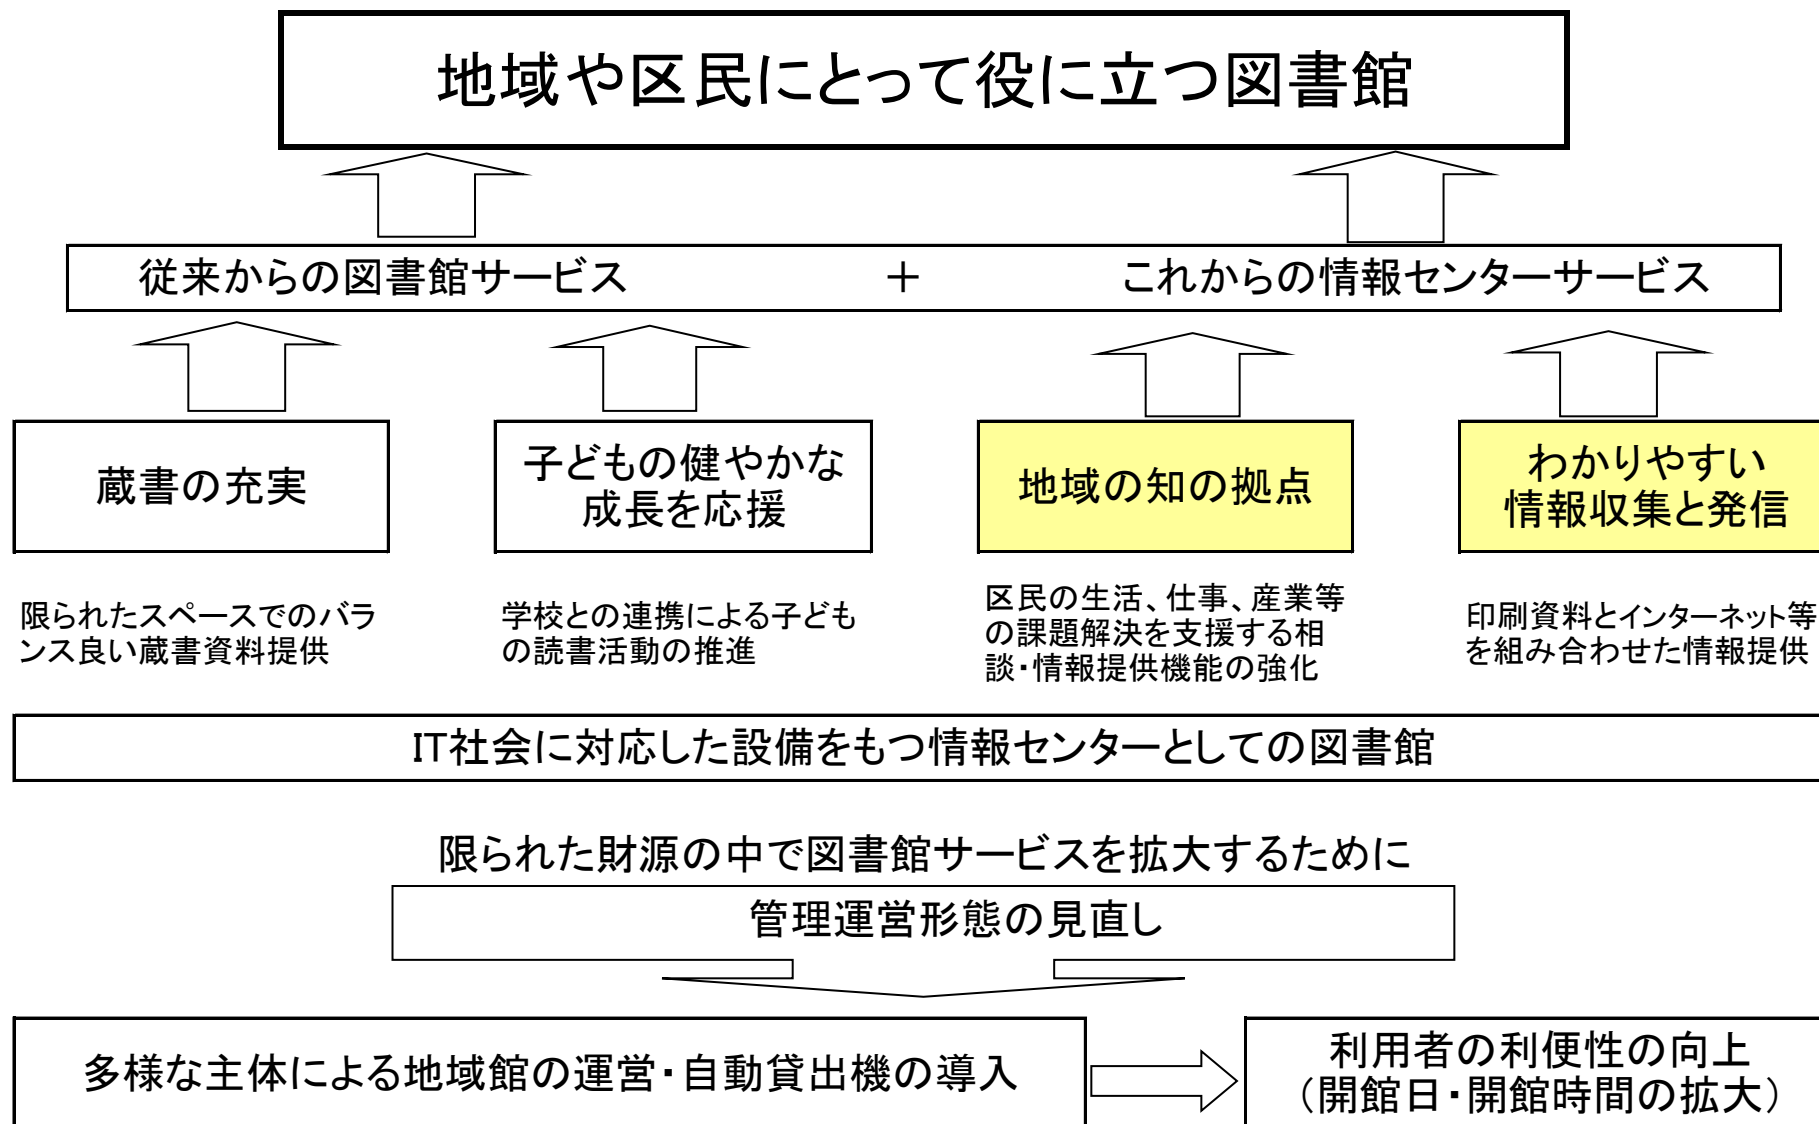 地域や区民にとって役に立つ図書館
従来からの図書館サービス ＋ これからの情報センターサービス
蔵書の充実
限られたスペースでのバラ
ンス良い蔵書資料提供
子どもの健やかな
成長を応援
学校との連携による子ども
の読書活動の推進
地域の知の拠点
区民の生活、仕事、産業等
の課題解決を支援する相
談・情報提供機能の強化
わかりやすい
情報収集と発信
印刷資料とインターネット等
を組み合わせた情報提供
IT社会に対応した設備をもつ情報センターとしての図書館
限られた財源の中で図書館サービスを拡大するために
管理運営形態の見直し
多様な主体による地域館の運営・自動貸出機の導入
利用者の利便性の向上
（開館日・開館時間の拡大）